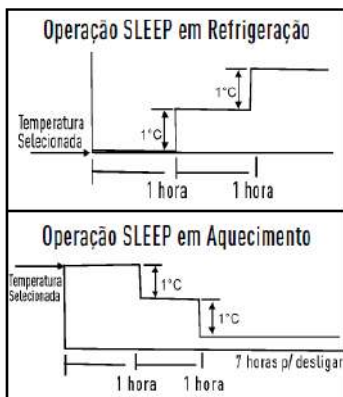 Operação SLEEP em Refrigeração
1°C
1°C
Temperatura
Selecionada
1 hora
1 hora
Operação SLEEP em Aquecimento
Temperatura
Selecionada
1°C
1°C
7 horas p/ desligar
1 hora
1 hora